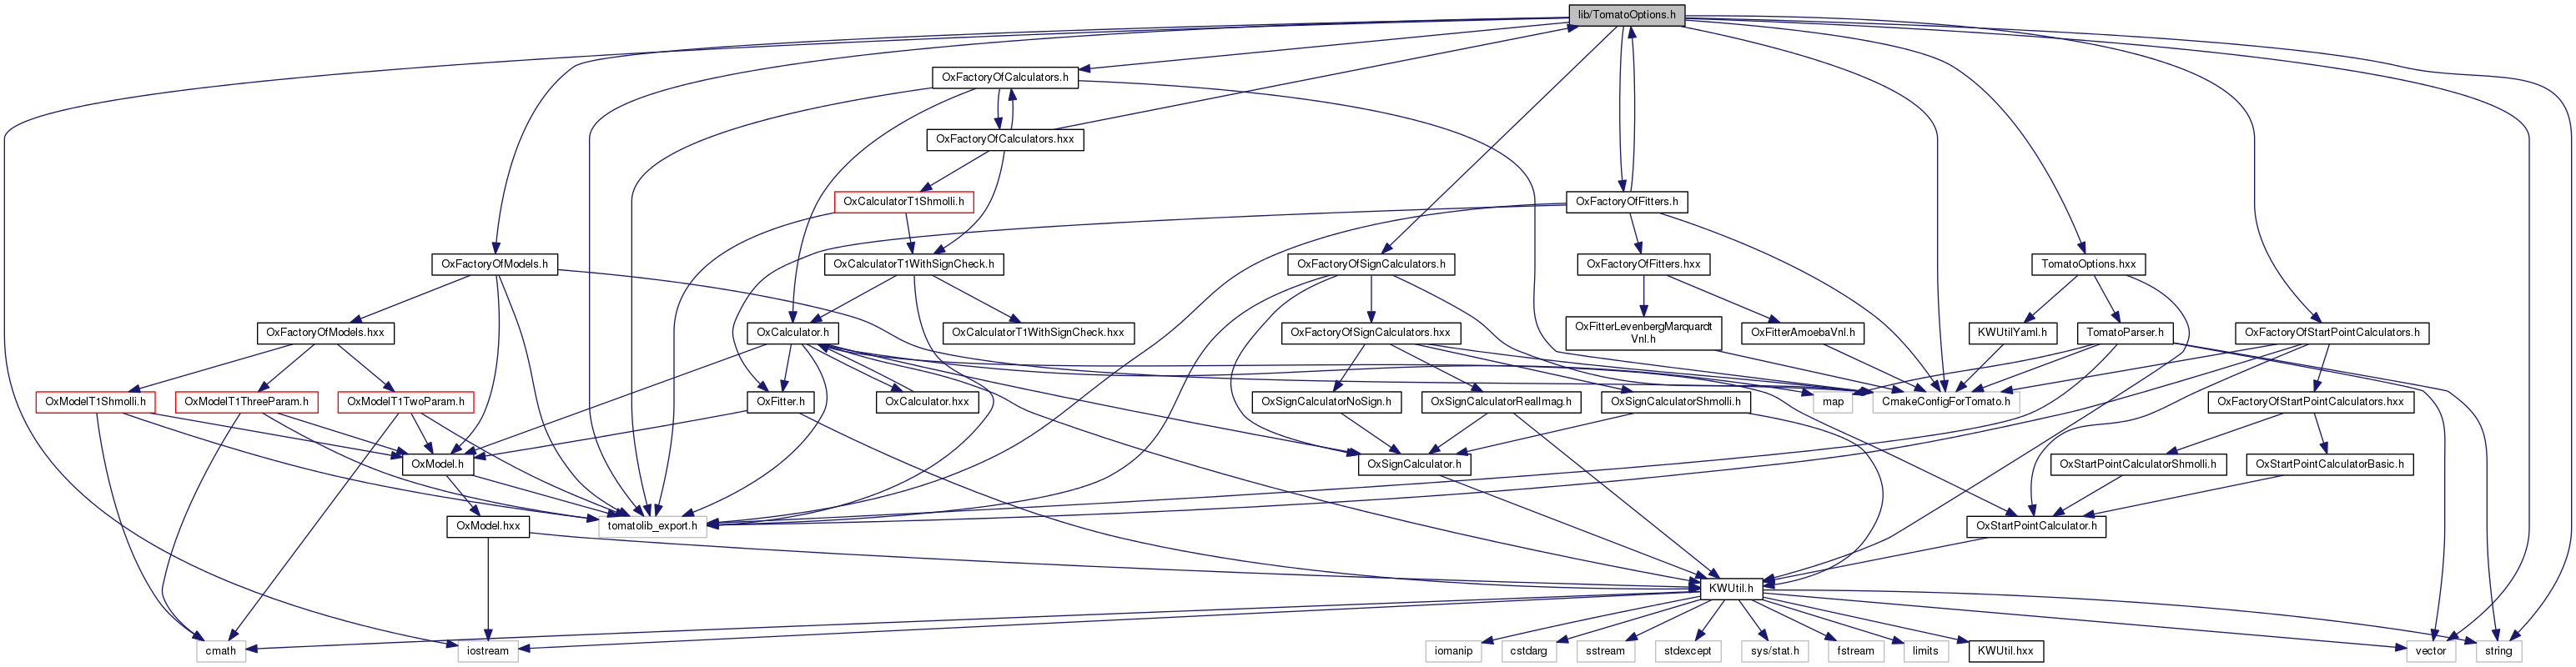 lib/TomatoOptions.h
OxFactoryOfCalculators.h
OxFactoryOfCalculators.hxx
OxCalculatorT1Shmolli.h
OxFactoryOfFitters.h
OxFactoryOfModels.h
OxCalculatorT1WithSignCheck.h
OxFactoryOfSignCalculators.h
OxFactoryOfFitters.hxx
TomatoOptions.hxx
OxFactoryOfModels.hxx
OxCalculator.h
OxCalculatorT1WithSignCheck.hxx
OxFactoryOfSignCalculators.hxx
OxFitterLevenbergMarquardt
Vnl.h
OxFitterAmoebaVnl.h
KWUtilYaml.h
TomatoParser.h
OxFactoryOfStartPointCalculators.h
OxModelT1Shmolli.h
OxModelT1ThreeParam.h
OxModelT1TwoParam.h
OxFitter.h
OxCalculator.hxx
OxSignCalculatorNoSign.h
OxSignCalculatorRealImag.h
OxSignCalculatorShmolli.h
map
CmakeConfigForTomato.h
OxFactoryOfStartPointCalculators.hxx
OxModel.h
OxSignCalculator.h
OxStartPointCalculatorShmolli.h
OxStartPointCalculatorBasic.h
OxModel.hxx
tomatolib_export.h
OxStartPointCalculator.h
KWUtil.h
cmath
iostream
iomanip
cstdarg
sstream
stdexcept
sys/stat.h
fstream
limits
KWUtil.hxx
vector
string